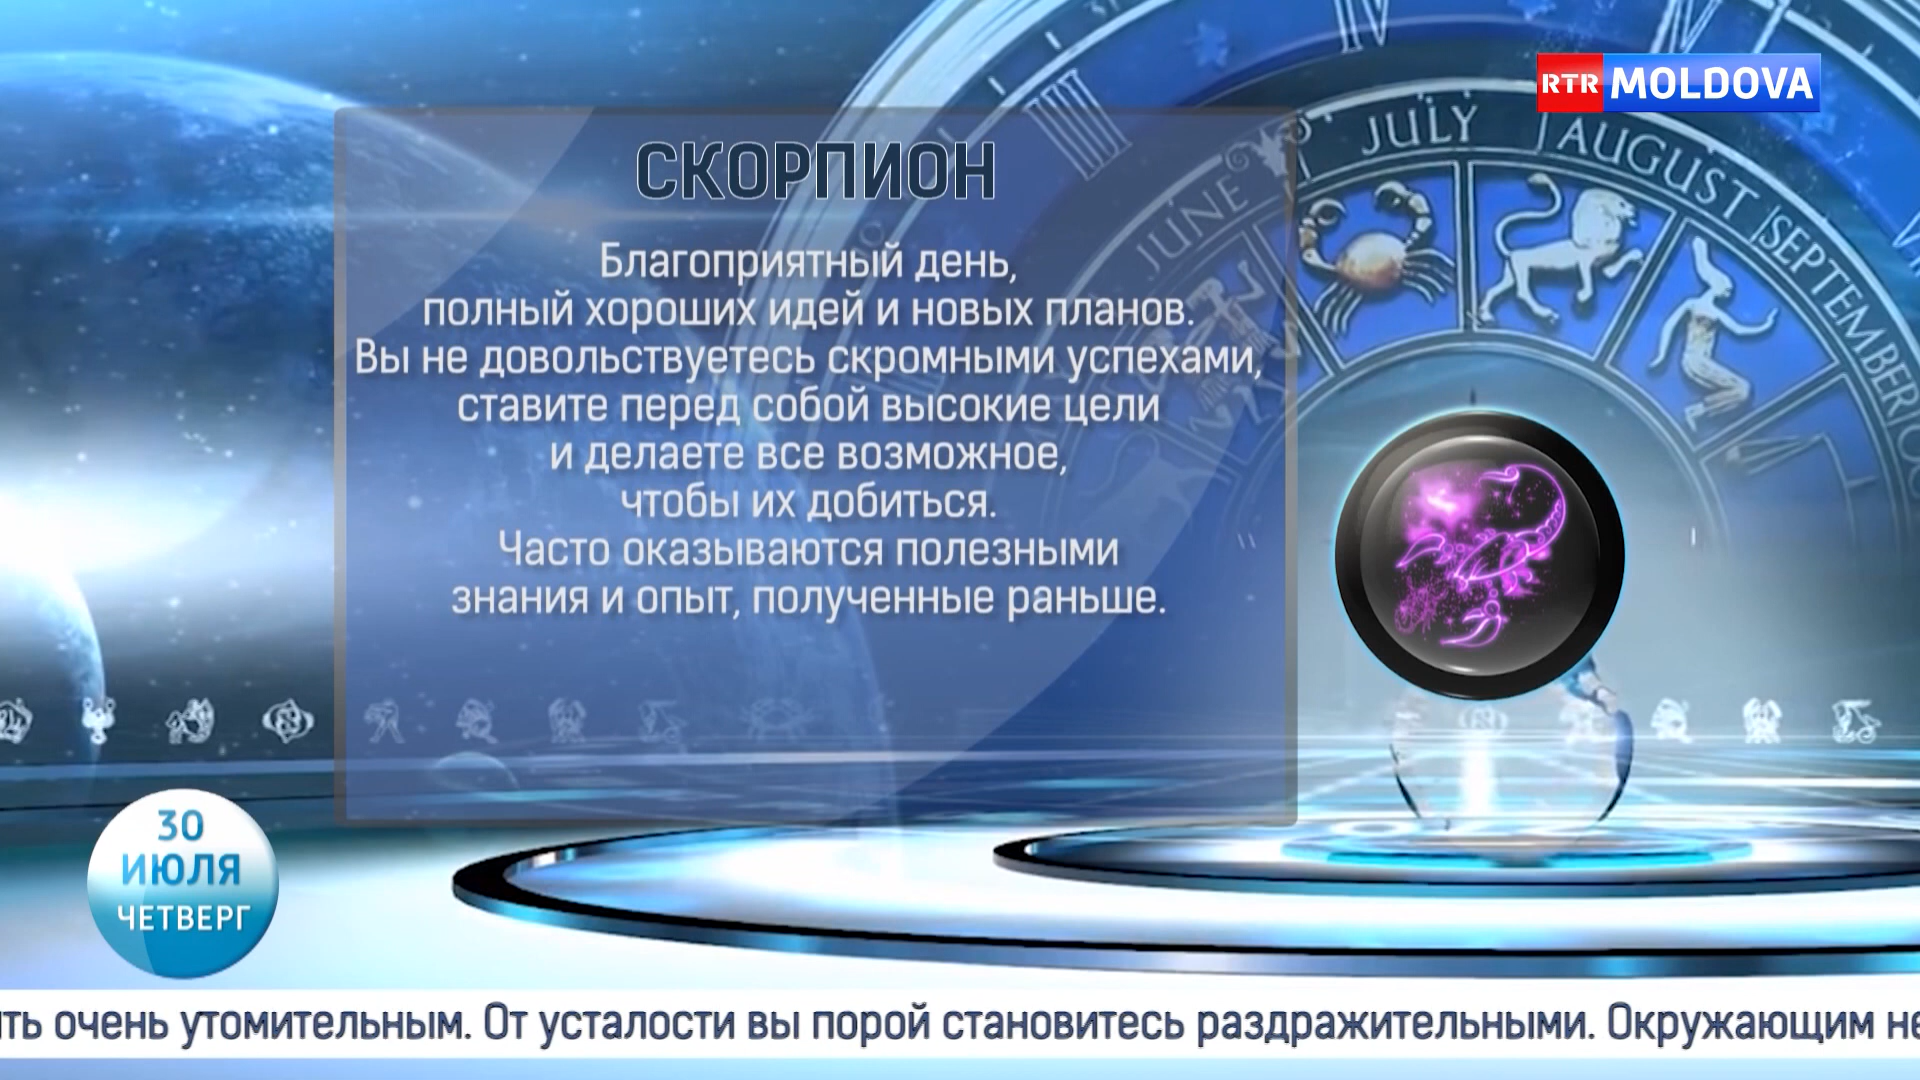 RTR MOLDOVA
JUNE
JULY
AUGUST
SEPTEMBER
СКОРПИОН
Благоприятный день,
полный хороших идей и новых планов.
Вы не довольствуетесь скромными успехами,
ставите перед собой высокие цели
и делаете все возможное,
чтобы их добиться.
Часто оказываются полезными
знания и опыт, полученные раньше.
30
ИЮЛЯ
ЧЕТВЕРГ
очень утомительным. От усталости вы порой становитесь раздражительными. Окружающим